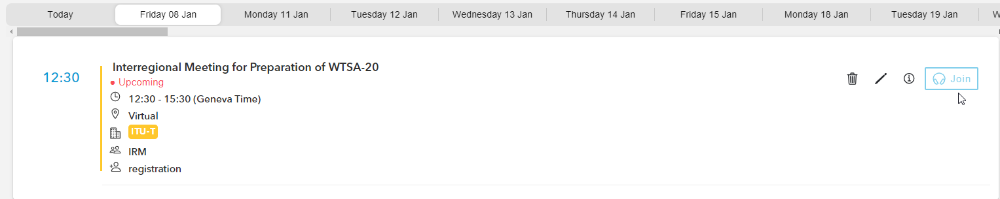 Today Friday 08 Jan Monday 11 Jan Tuesday 12 Jan Wednesday 13 Jan Thursday 14 Jan Friday 15 Jan Monday 18 Jan Tuesday 19 Jan
12:30
Interregional Meeting for Preparation of WTSA-20
Upcoming
12:30 - 15:30 (Geneva Time)
Virtual
ITU-T
IRM
registration
Join